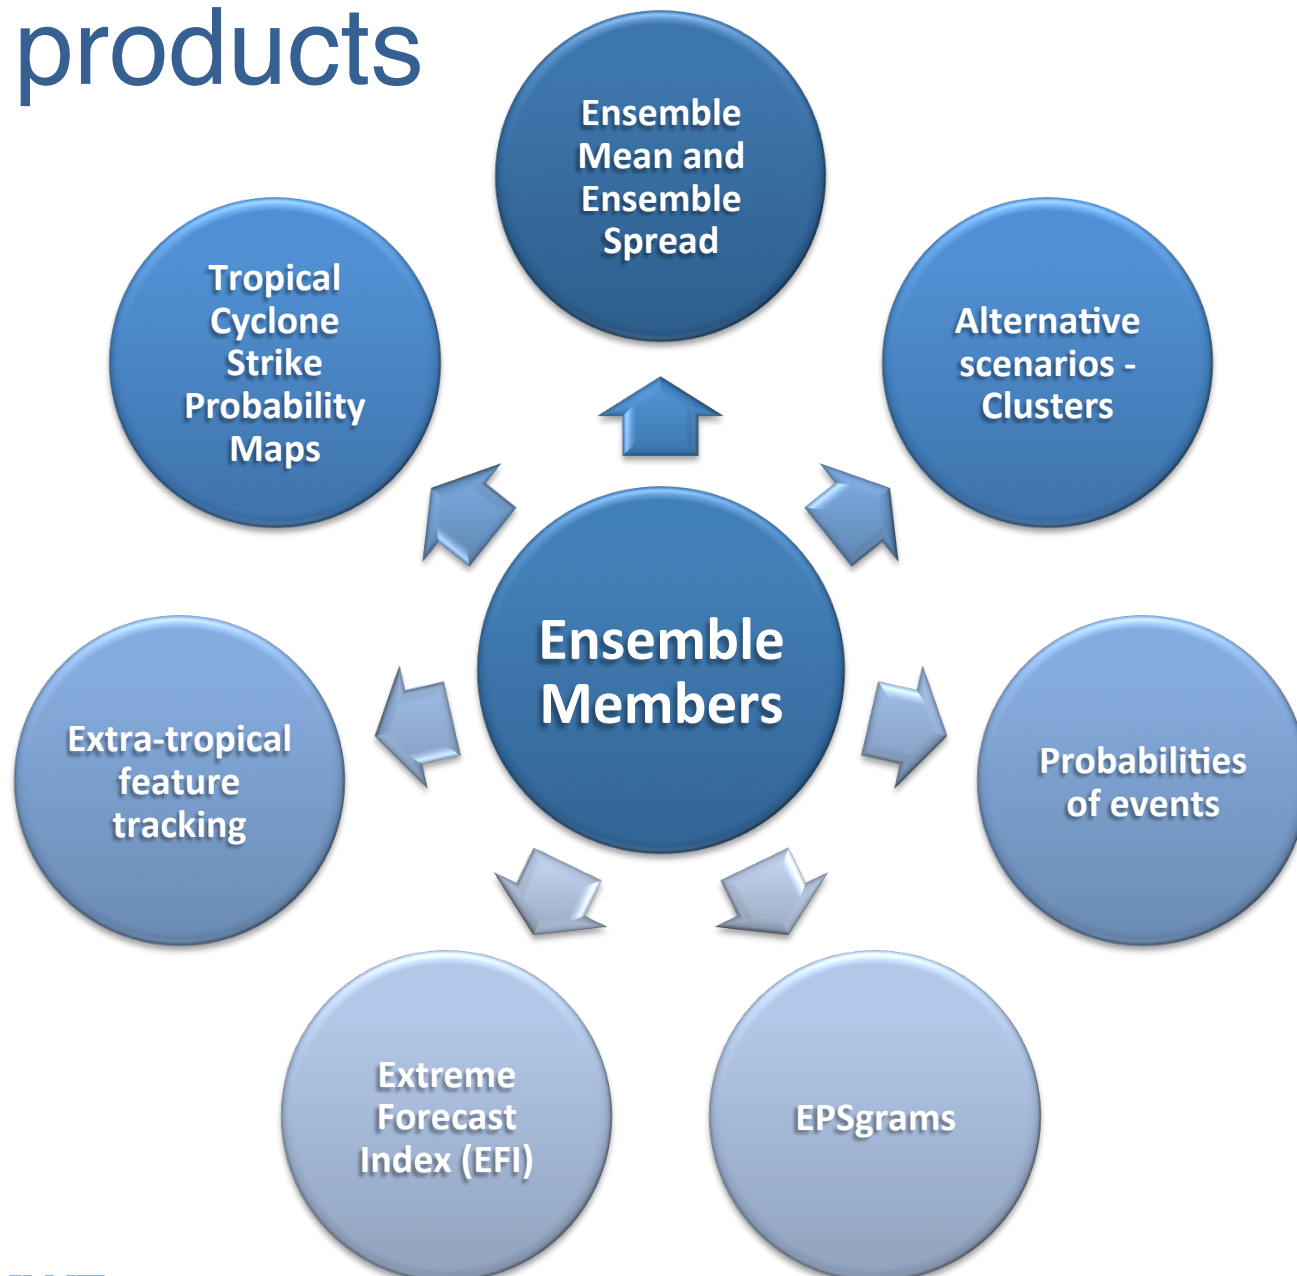 products
Ensemble
Mean and
Ensemble
Spread
Alternative
scenarios -
Clusters
Probabilities
of events
EPSgrams
Extreme
Forecast
Index (EFI)
Extra-tropical
feature
tracking
Tropical
Cyclone
Strike
Probability
Maps
Ensemble
Members